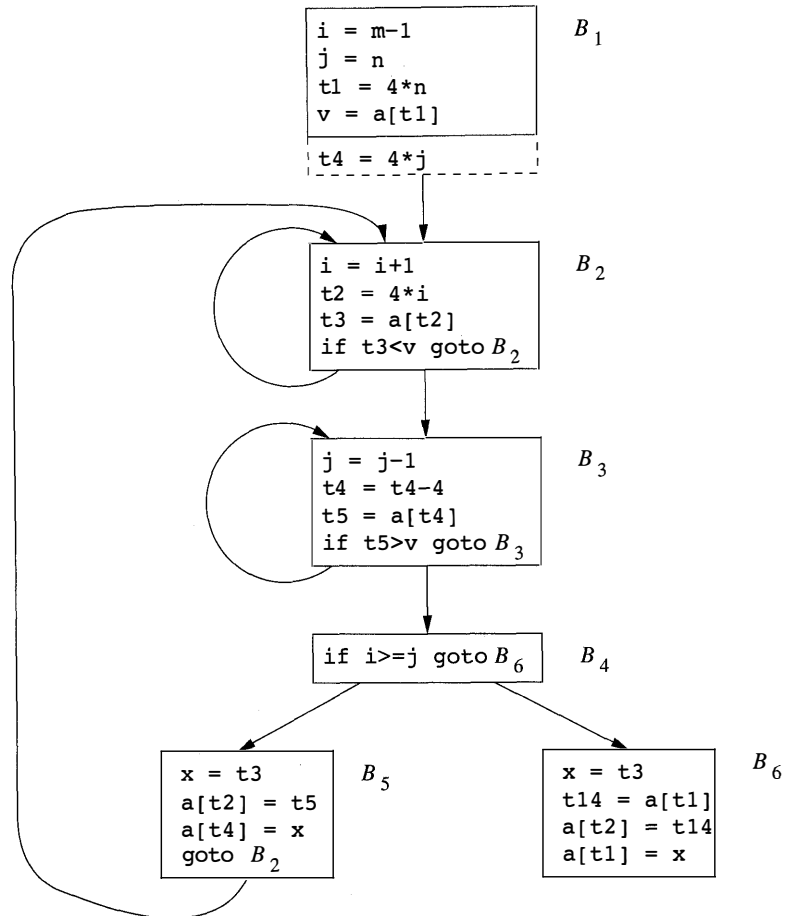 i = m-1
j = n
t1 = 4*n
v = a[t1]
t4 = 4*j
B1
i = i+1
t2 = 4*i
t3 = a[t2]
if t3<v goto B2
B2
j = j-1
t4 = t4-4
t5 = a[t4]
if t5>v goto B3
B3
if i>=j goto B6
B4
x = t3
a[t2] = t5
a[t4] = x
goto B2
B5
x = t3
t14 = a[t1]
a[t2] = t14
a[t1] = x
B6